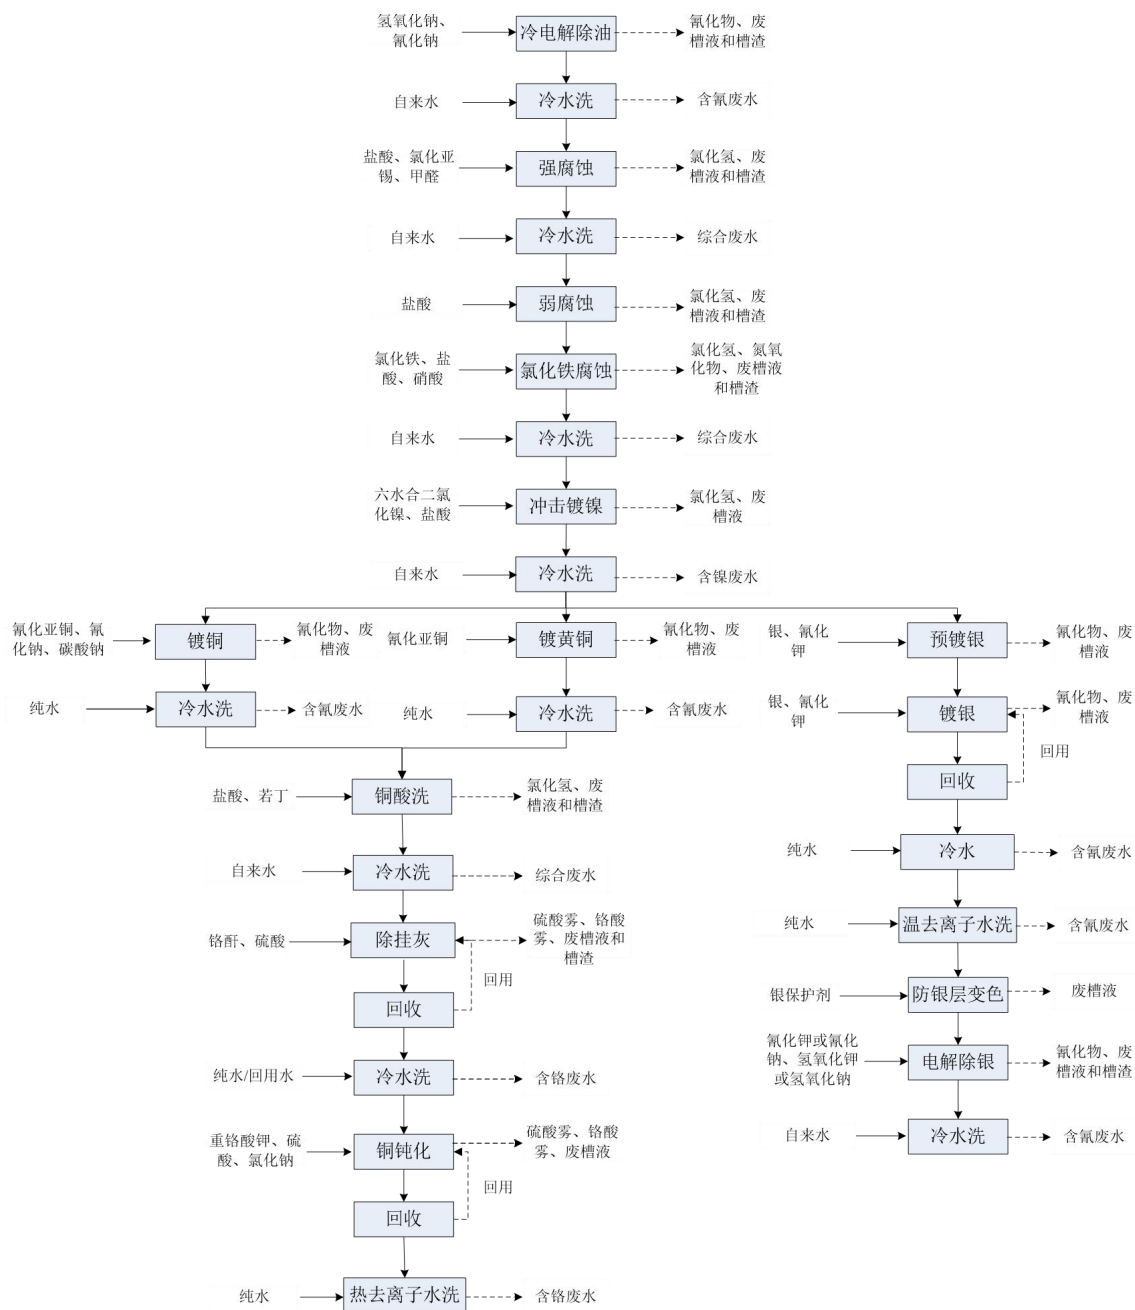 氢氧化钠、
氰化钠
冷电解除油
氰化物、废
槽液和槽渣
自来水
冷水洗
含氰废水
盐酸、氯化亚
锡、甲醛
强腐蚀
氯化氢、废
槽液和槽渣
自来水
冷水洗
综合废水
盐酸
弱腐蚀
氯化氢、废
槽液和槽渣
氯化铁、盐
酸、硝酸
氯化铁腐蚀
氯化氢、氮氧
化物、废槽液
和槽渣
自来水
冷水洗
综合废水
六水合二氯
化镍、盐酸
冲击镀镍
氯化氢、废
槽液
自来水
冷水洗
含镍废水
氰化亚铜、氰
化钠、碳酸钠
镀铜
氰化物、废
槽液
氰化亚铜
镀黄铜
氰化物、废
槽液
银、氰化
钾
预镀银
氰化物、废
槽液
纯水
冷水洗
含氰废水
纯水
冷水洗
含氰废水
银、氰化
钾
镀银
氰化物、废
槽液
回用
回收
盐酸、若丁
铜酸洗
氯化氢、废
槽液和槽渣
纯水
冷水
含氰废水
自来水
冷水洗
综合废水
铬酐、硫酸
除挂灰
硫酸雾、铬酸
雾、废槽液和
槽渣
回用
回收
纯水
温去离子水洗
含氰废水
银保护剂
防银层变色
废槽液
氰化钾或氰化
钠、氢氧化钾
或氢氧化钠
电解除银
氰化物、废
槽液和槽渣
纯水/回用水
冷水洗
含铬废水
自来水
冷水洗
含氰废水
重铬酸钾、硫
酸、氯化钠
铜钝化
硫酸雾、铬酸
雾、废槽液
回用
回收
纯水
热去离子水洗
含铬废水